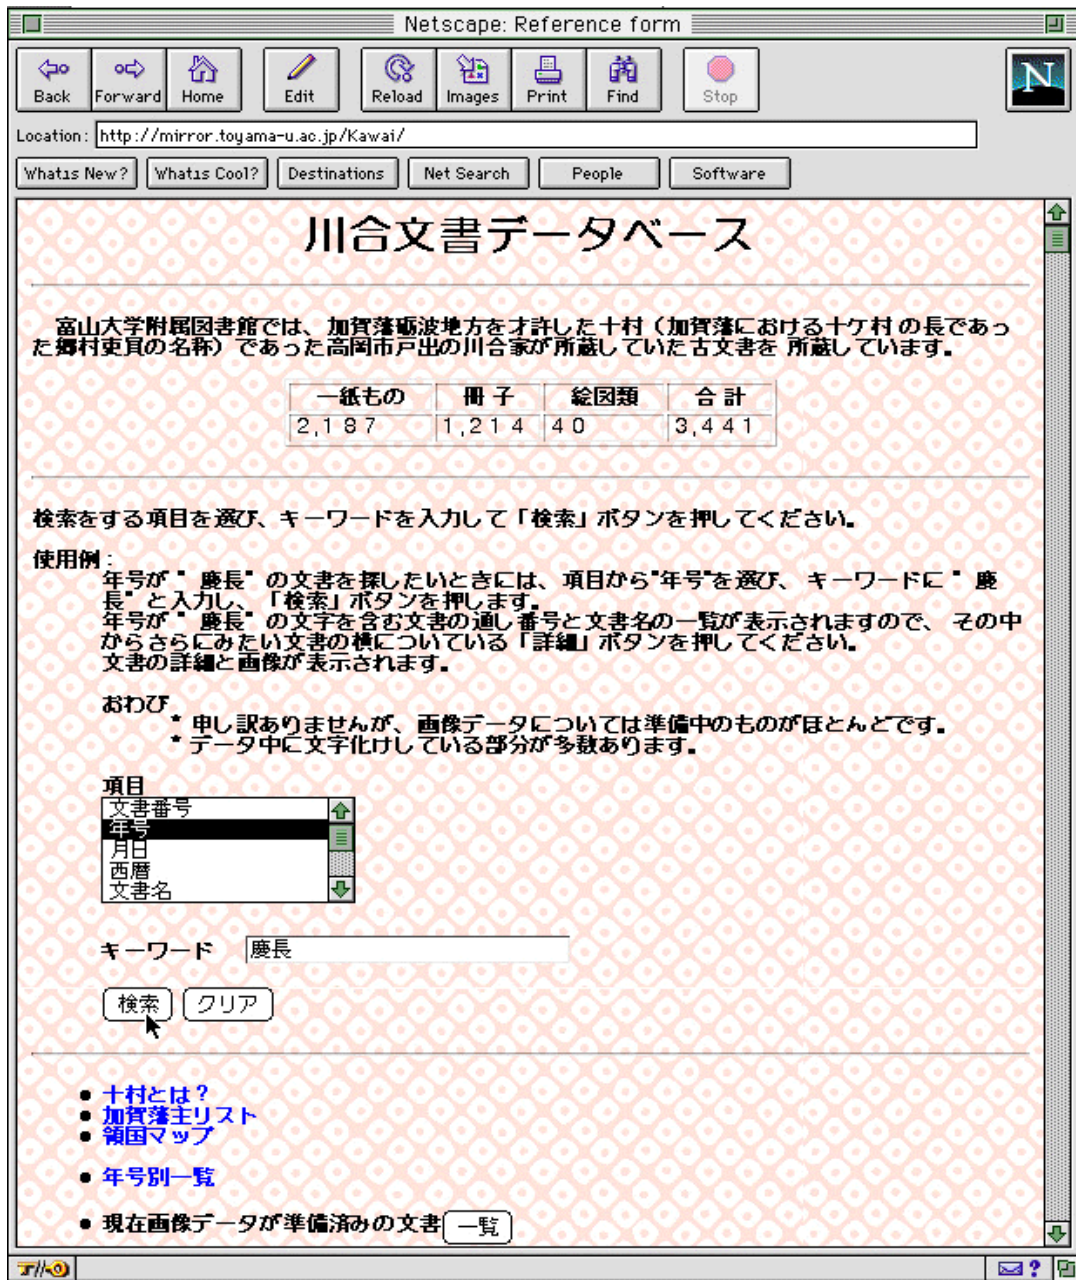 Netscape: Reference form
Back Forward Home Edit Reload Images Print Find Stop
N
Location: http://mirror.toyama-u.ac.jp/Kawai/
What's New? What's Cool? Destinations Net Search People Software
川合文書データベース
富山大学附属図書館では、加賀藩砺波地方を才許した十村（加賀藩における十ケ村の長であっ
た郷村吏員の名称）であった高岡市戸出の川合家が所蔵していた古文書を 所蔵しています。
一紙もの 冊子 絵図類 合計
2,187 1,214 40 3,441
検索をする項目を選び、キーワードを入力して「検索」ボタンを押してください。
使用例：
年号が" 慶長" の文書を探したいときには、項目から"年号"を選び、 キーワードに" 慶
長" と入力し、「検索」ボタンを押します。
年号が" 慶長" の文字を含む文書の通し番号と文書名の一覧が表示されますので、 その中
からさらにみたい文書の横についている「詳細」ボタンを押してください。
文書の詳細と画像が表示されます。
おわび
* 申し訳ありませんが、画像データについては準備中のものがほとんどです。
* データ中に文字化けしている部分が多数あります。
項目
文書番号
年号
月日
西暦
文書名
キーワード 慶長
検索 クリア
十村とは？
加賀藩主リスト
領国マップ
年号別一覧
現在画像データが準備済みの文書 一覧
?